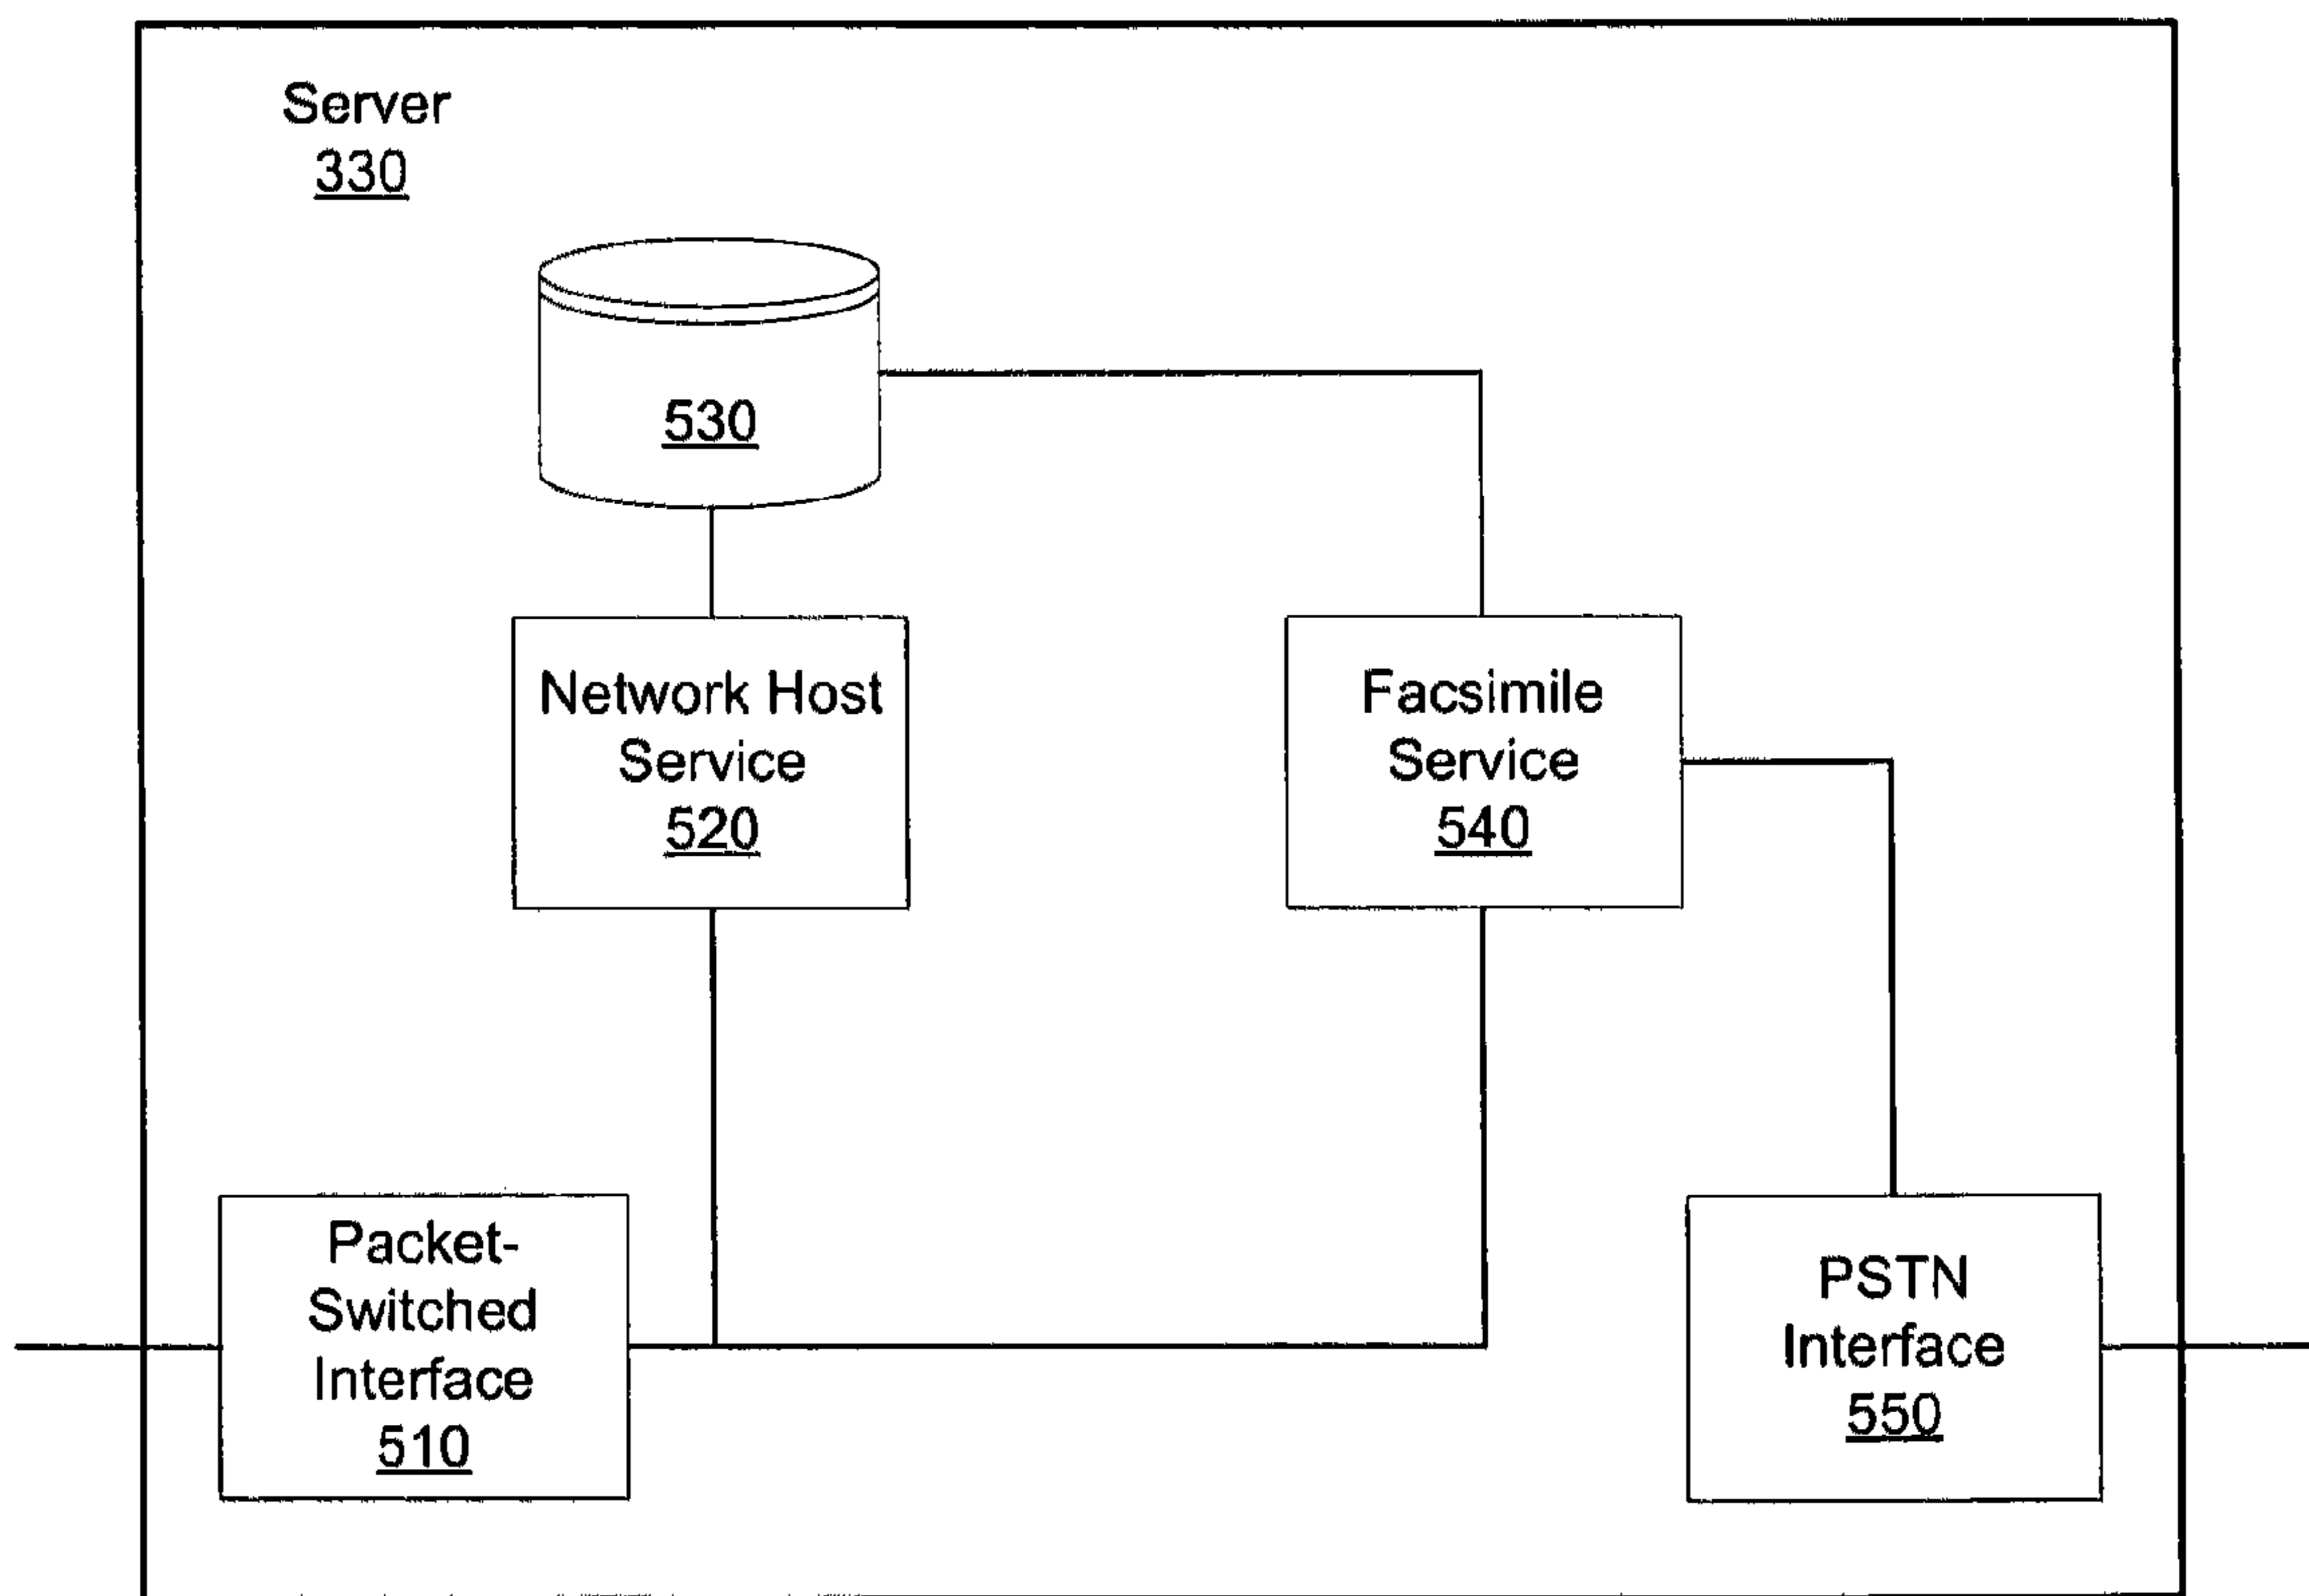 Server
330
530
Network Host
Service
520
Facsimile
Service
540
Packet-
Switched
Interface
510
PSTN
Interface
550